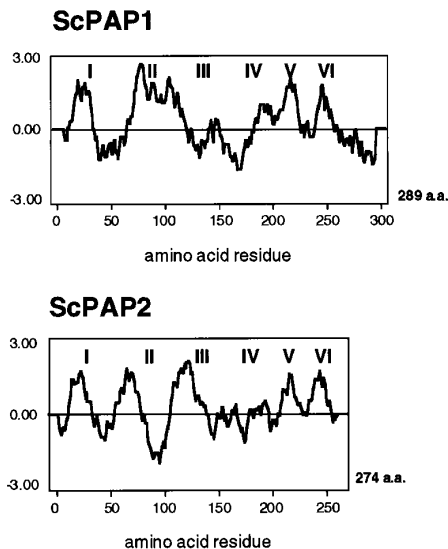 ScPAP1
3.00
I II III IV V VI
0.00
-3.00
289 a.a.
0 50 100 150 200 250 300
amino acid residue
ScPAP2
3.00
I II III IV V VI
0.00
-3.00
274 a.a.
0 50 100 150 200 250
amino acid residue